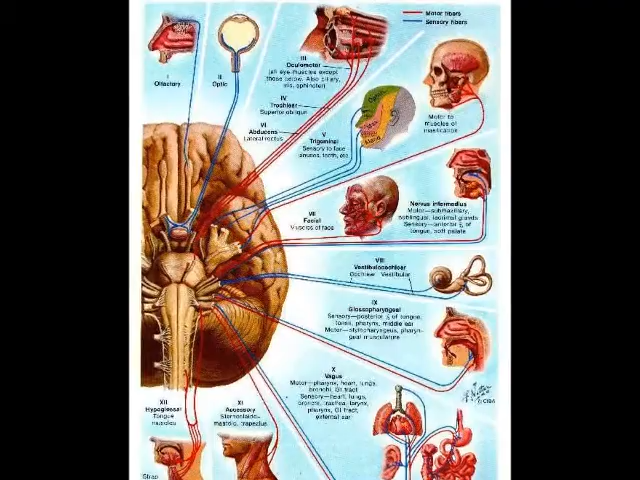 Motor fibers
Sensory fibers
I
Olfactory
II
Optic
III
Oculomotor
(all eye muscles except
those below. Also ciliary,
iris, sphincter)
IV
Trochlear
Superior oblique
VI
Abducens
Lateral rectus
V
Trigeminal
Sensory to face
sinuses, teeth, etc.
Motor to
muscles of
mastication
VII
Facial
Muscles of face
Nervus intermedius
Motor—submaxillary,
sublingual, lacrimal glands
Sensory—anterior ⅔ of
tongue, soft palate
VIII
Vestibulocochlear
Cochlear Vestibular
IX
Glossopharyngeal
Sensory—posterior ⅓ of tongue,
tonsil, pharynx, middle ear
Motor—stylopharyngeus, pharyn-
geal musculature
X
Vagus
Motor—pharynx, heart, lungs,
bronchi, GI tract
Sensory—heart, lungs,
bronchi, trachea, larynx,
pharynx, GI tract,
external ear
XII
Hypoglossal
Tongue
muscles
XI
Accessory
Sternocleido-
mastoid, trapezius
Strap
©CIBA